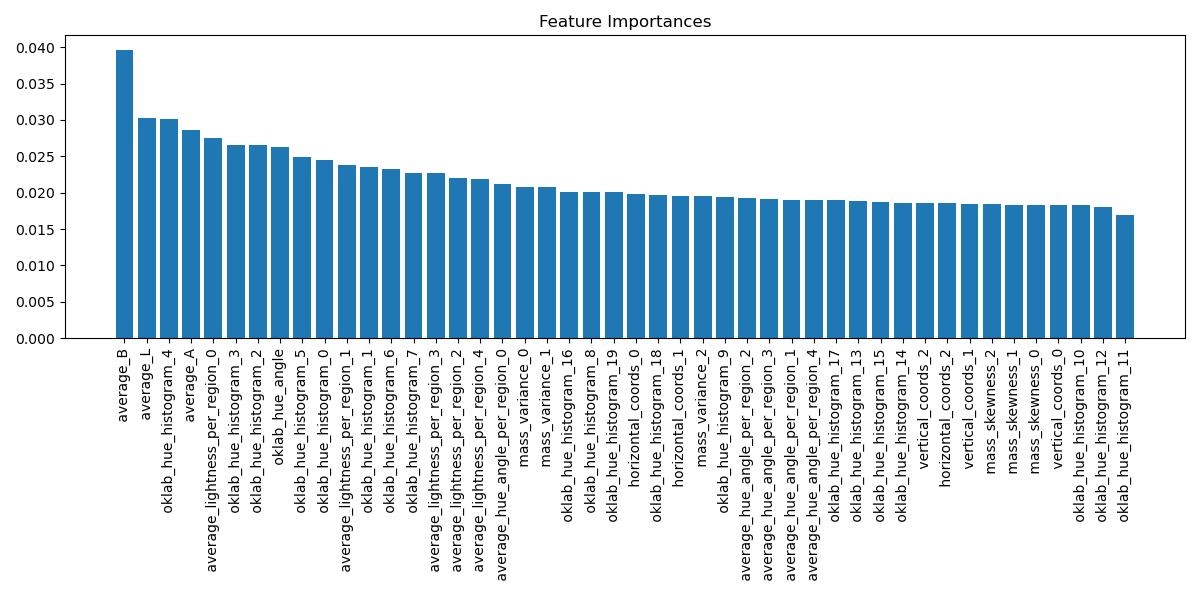 Feature Importances
0.040
0.035
0.030
0.025
0.020
0.015
0.010
0.005
0.000
average_B
average_L
oklab_hue_histogram_4
average_A
average_lightness_per_region_0
oklab_hue_histogram_3
oklab_hue_histogram_2
oklab_hue_angle
oklab_hue_histogram_5
oklab_hue_histogram_0
average_lightness_per_region_1
oklab_hue_histogram_1
oklab_hue_histogram_6
oklab_hue_histogram_7
average_lightness_per_region_3
average_lightness_per_region_2
average_lightness_per_region_4
average_hue_angle_per_region_0
mass_variance_0
mass_variance_1
oklab_hue_histogram_16
oklab_hue_histogram_8
oklab_hue_histogram_19
horizontal_coords_0
oklab_hue_histogram_18
horizontal_coords_1
mass_variance_2
oklab_hue_histogram_9
average_hue_angle_per_region_2
average_hue_angle_per_region_3
average_hue_angle_per_region_1
average_hue_angle_per_region_4
oklab_hue_histogram_17
oklab_hue_histogram_13
oklab_hue_histogram_15
oklab_hue_histogram_14
vertical_coords_2
horizontal_coords_2
vertical_coords_1
mass_skewness_2
mass_skewness_1
mass_skewness_0
vertical_coords_0
oklab_hue_histogram_10
oklab_hue_histogram_12
oklab_hue_histogram_11